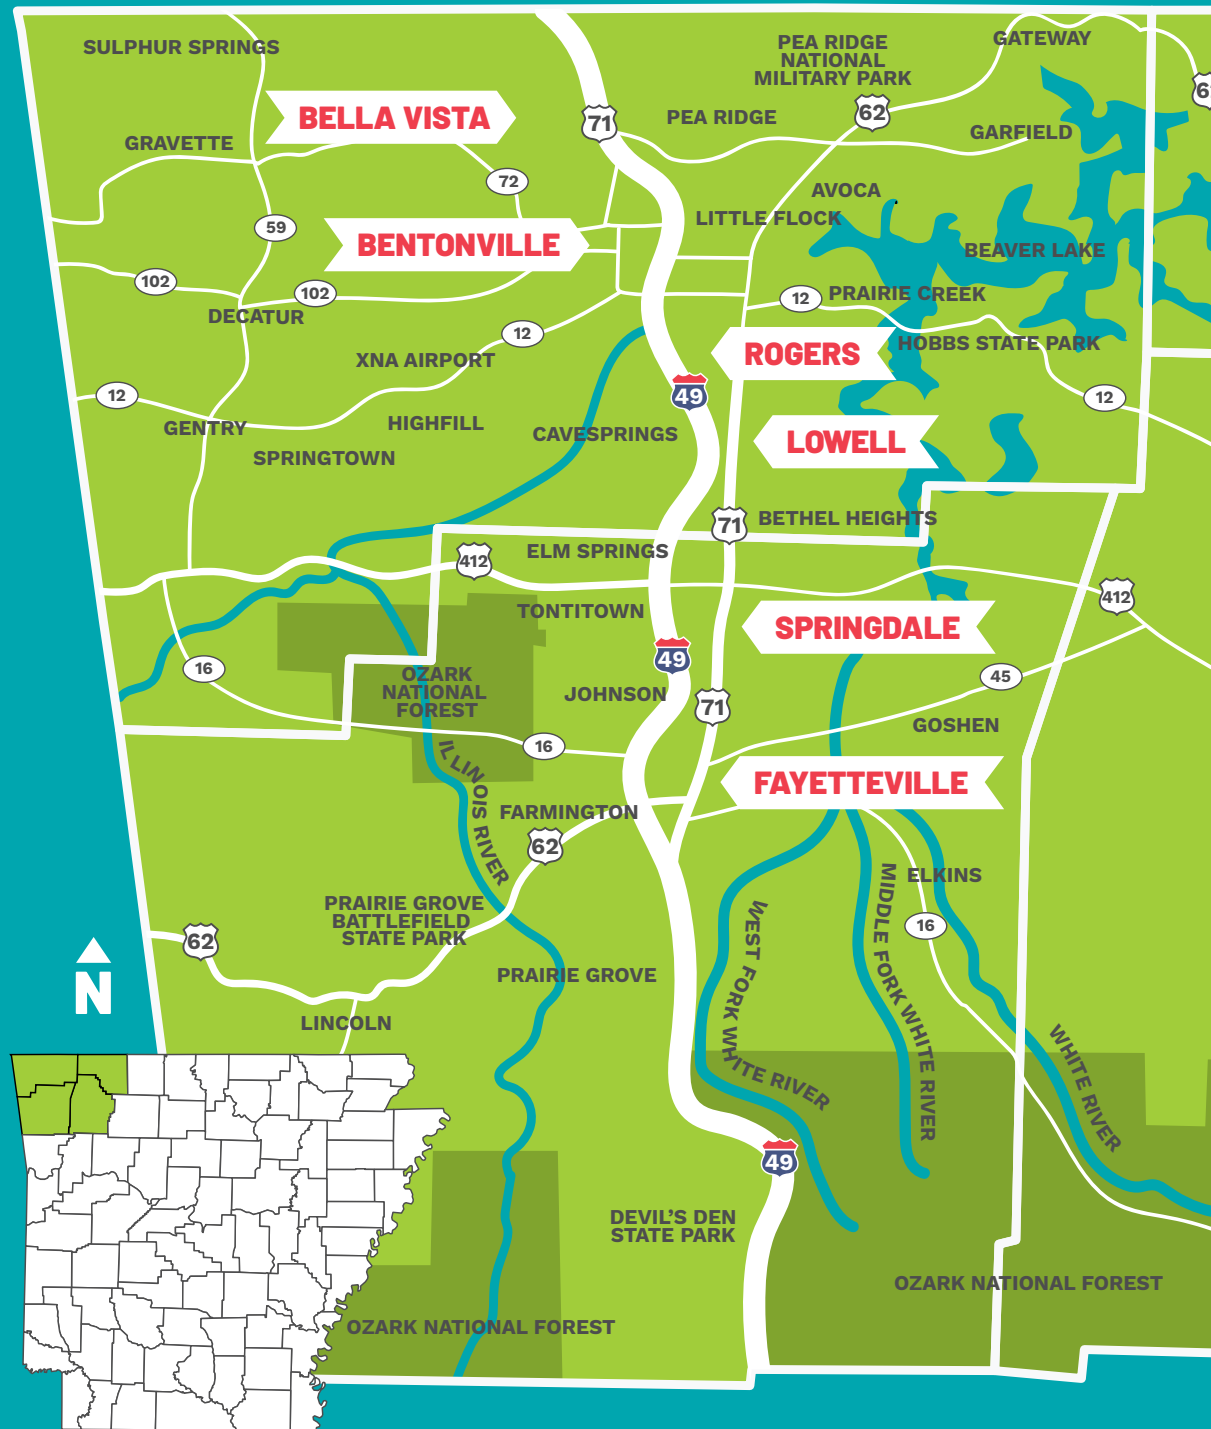 SULPHUR SPRINGS
PEA RIDGE
NATIONAL
MILITARY PARK
GATEWAY
62
BELLA VISTA
71
PEA RIDGE
62
GARFIELD
GRAVETTE
72
AVOCA
LITTLE FLOCK
59
BENTONVILLE
BEAVER LAKE
102
102
12
PRAIRIE CREEK
DECATUR
12
XNA AIRPORT
ROGERS
HOBBS STATE PARK
12
49
12
GENTRY
HIGHFILL
CAVESPRINGS
LOWELL
SPRINGTOWN
71
BETHEL HEIGHTS
412
ELM SPRINGS
412
TONTITOWN
SPRINGDALE
16
49
45
OZARK
NATIONAL
FOREST
JOHNSON
71
GOSHEN
16
ILLINOIS RIVER
FAYETTEVILLE
FARMINGTON
62
ELKINS
MIDDLE FORK WHITE RIVER
WEST FORK WHITE RIVER
PRAIRIE GROVE
BATTLEFIELD
STATE PARK
16
62
N
PRAIRIE GROVE
LINCOLN
WHITE RIVER
49
DEVIL'S DEN
STATE PARK
OZARK NATIONAL FOREST
OZARK NATIONAL FOREST